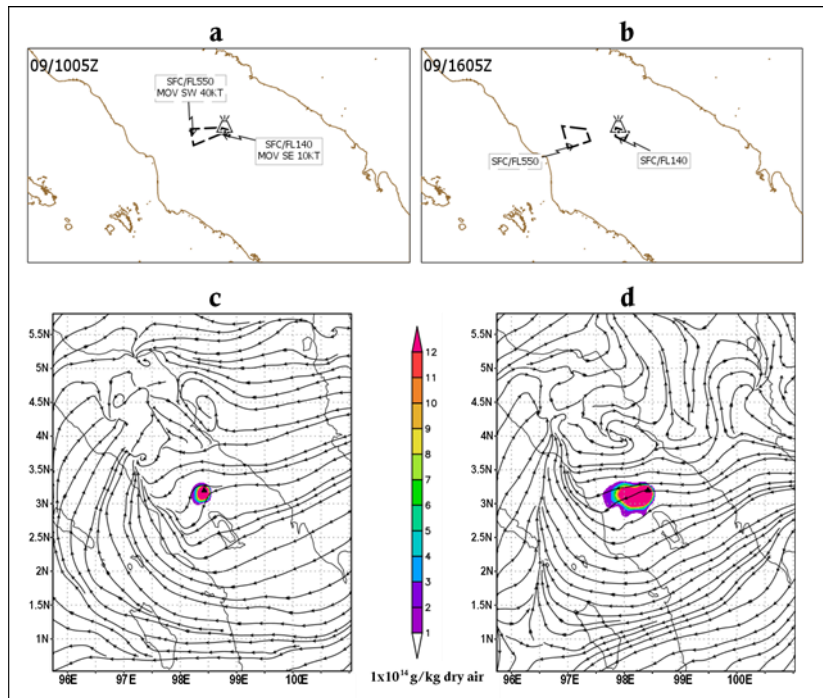 a
b
09/1005Z
SFC/FL550
MOV SW 40KT
SFC/FL140
MOV SE 10KT
09/1605Z
SFC/FL550
SFC/FL140
c
d
5.5N
5N
4.5N
4N
3.5N
3N
2.5N
2N
1.5N
1N
96E
97E
98E
99E
100E
12
11
10
9
8
7
6
5
4
3
2
1
1x10¹⁴ g/kg dry air
5.5N
5N
4.5N
4N
3.5N
3N
2.5N
2N
1.5N
1N
96E
97E
98E
99E
100E